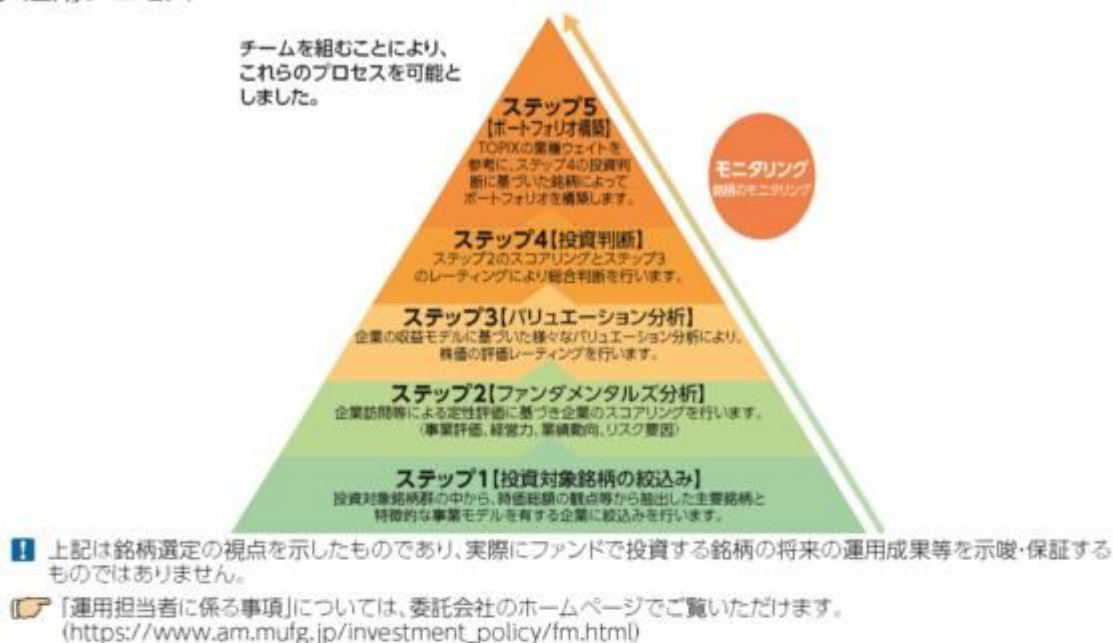 チームを組むことにより、
これらのプロセスを可能と
しました。
ステップ5
【ポートフォリオ構築】
TOPIXの業種ウェイトを
参考に、ステップ4の投資判
断に基づいた銘柄によって
ポートフォリオを構築します。
モニタリング
銘柄のモニタリング
ステップ4【投資判断】
ステップ2のスコアリングとステップ3
のレーティングにより総合判断を行います。
ステップ3【バリュエーション分析】
企業の収益モデルに基づいた様々なバリュエーション分析により、
株価の評価レーティングを行います。
ステップ2【ファンダメンタルズ分析】
企業訪問等による定性評価に基づき企業のスコアリングを行います。
(事業評価、経営力、業績動向、リスク要因)
ステップ1【投資対象銘柄の絞込み】
投資対象銘柄群の中から、時価総額の観点等から抽出した主要銘柄と
特徴的な事業モデルを有する企業に絞込みを行います。
上記は銘柄選定の視点を示したものであり、実際にファンドで投資する銘柄の将来の運用成果等を示唆・保証する
ものではありません。
「運用担当者に係る事項」については、委託会社のホームページでご覧いただけます。
(https://www.am.mufg.jp/investment_policy/fm.html)